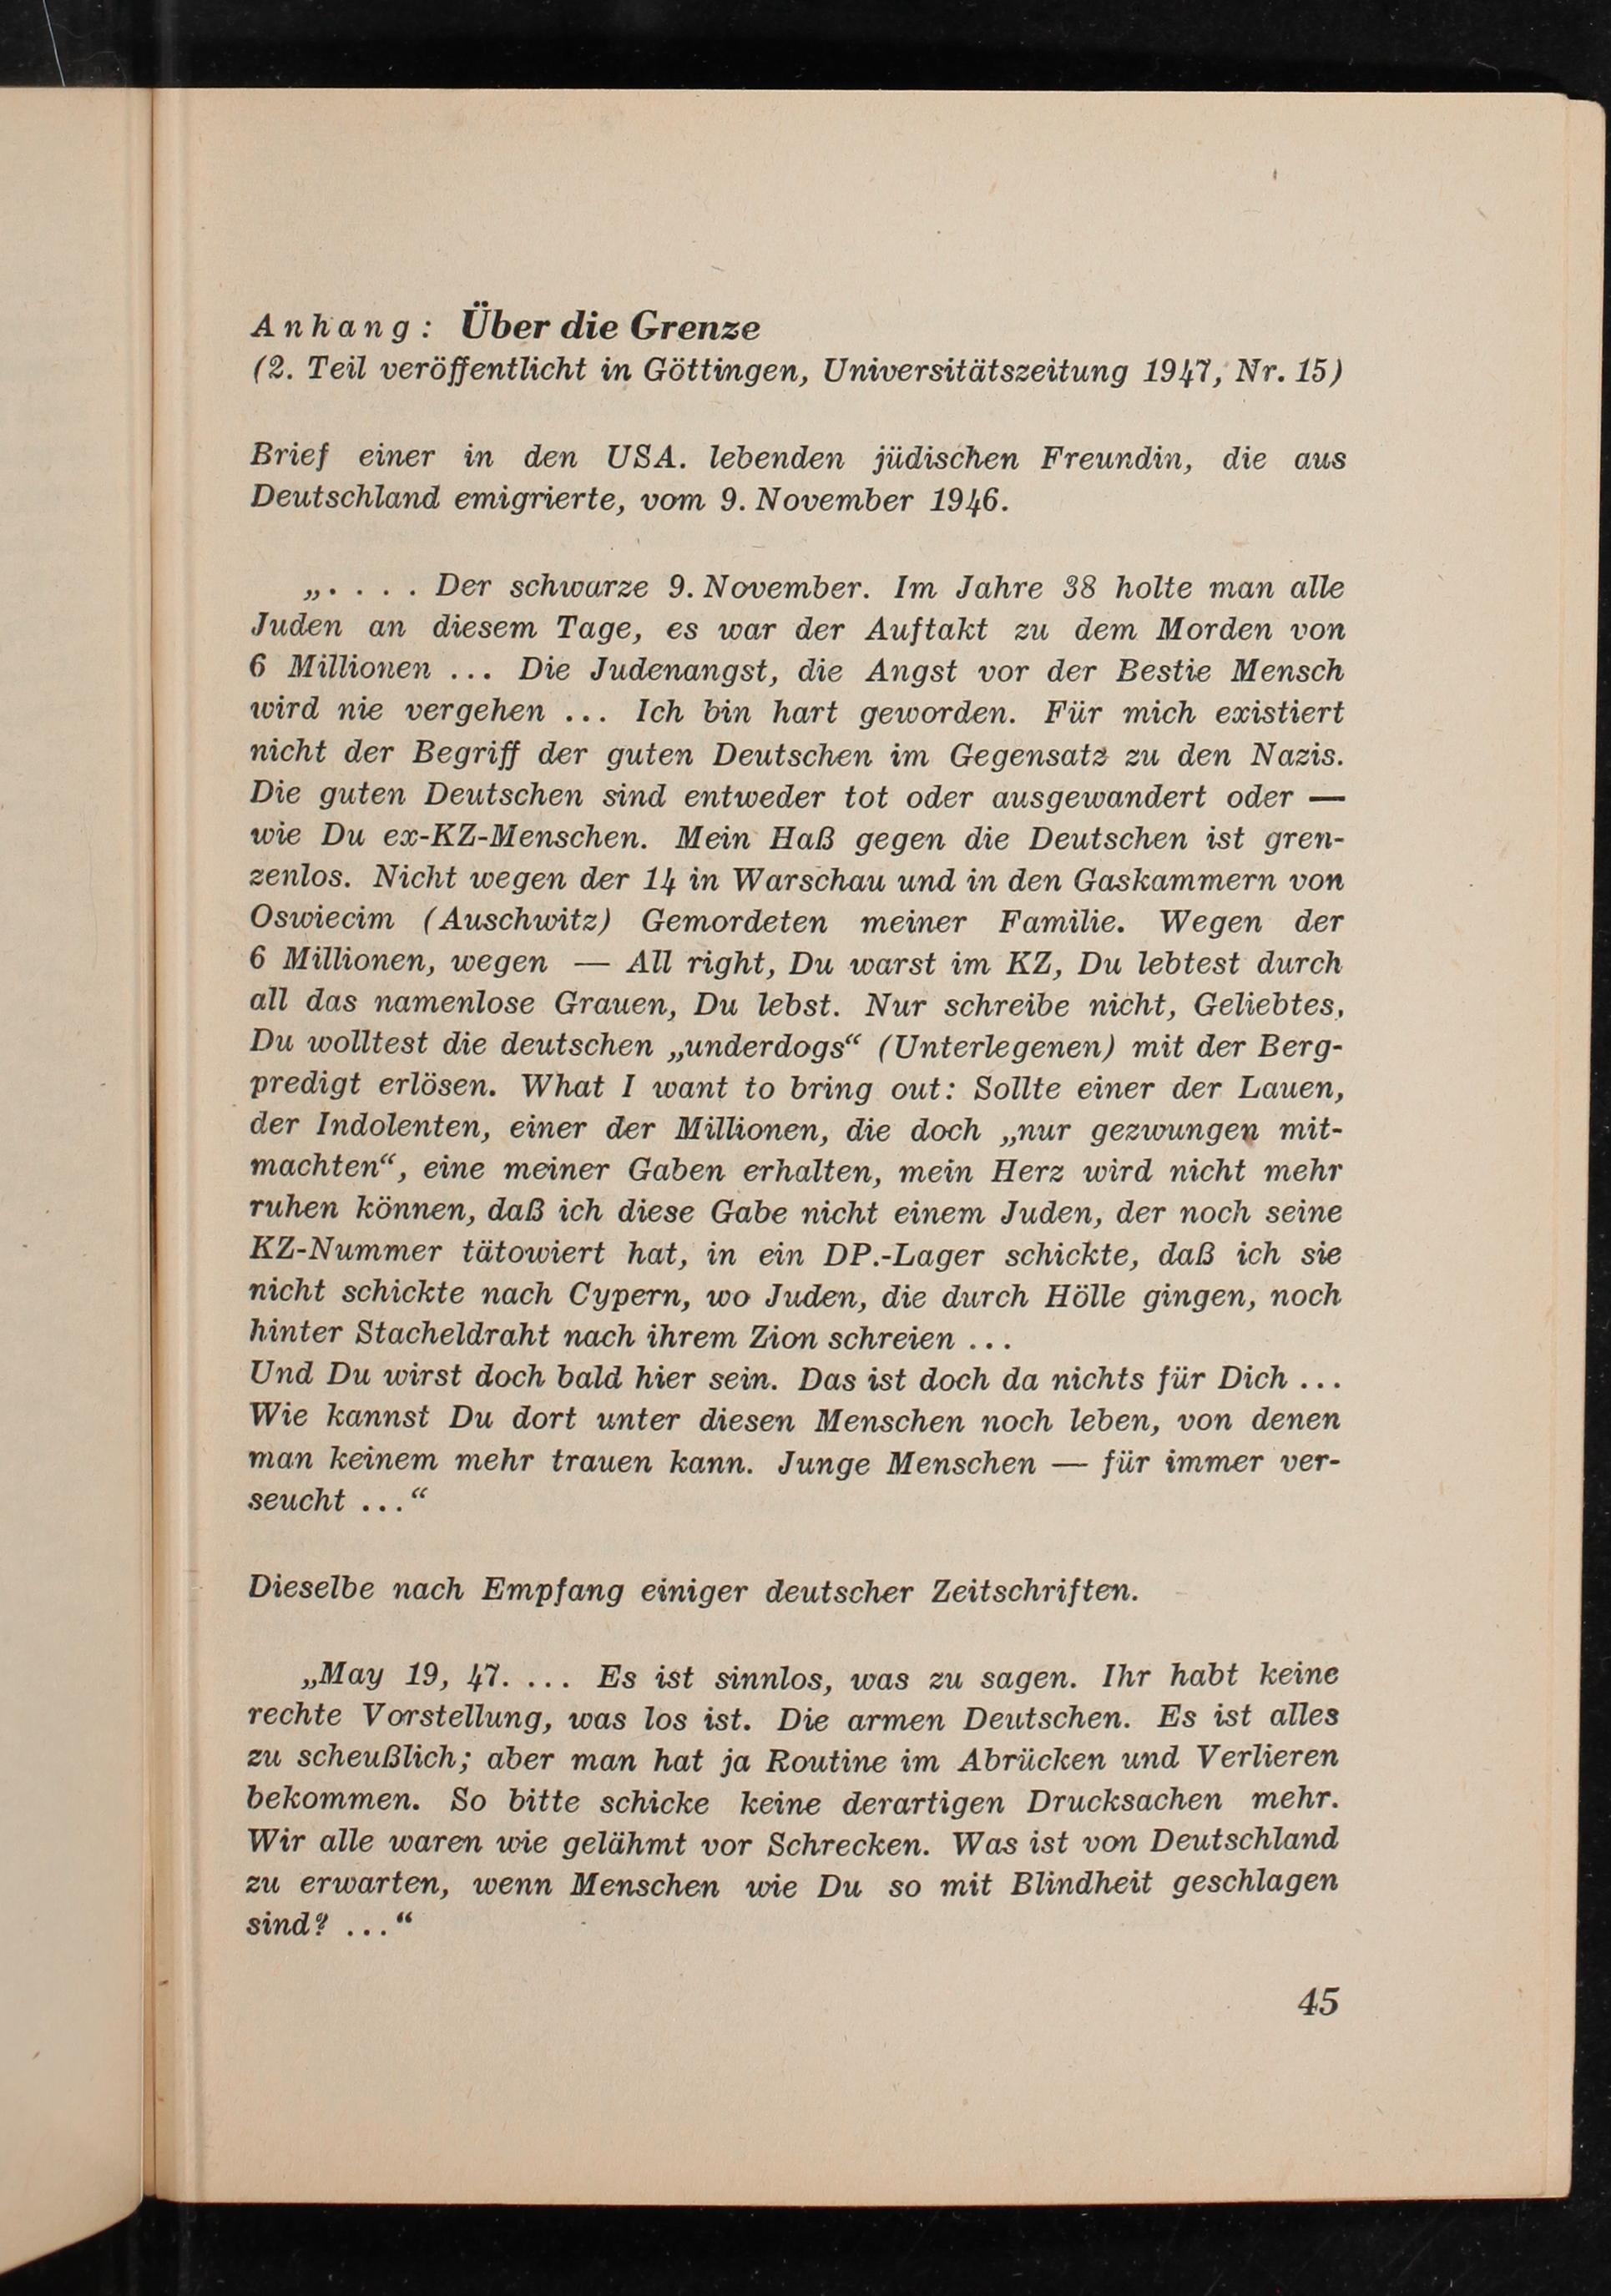 Anhang: Über die Grenze
(2. Teil veröffentlicht in Göttingen, Universitätszeitung 1947, Nr. 15)
Brief einer in den USA. lebenden jüdischen Freundin, die aus
Deutschland emigrierte, vom 9. November 1946.
„. . . . Der schwarze 9. November. Im Jahre 38 holte man alle
Juden an diesem Tage, es war der Auftakt zu dem Morden von
6 Millionen ... Die Judenangst, die Angst vor der Bestie Mensch
wird nie vergehen ... Ich bin hart geworden. Für mich existiert
nicht der Begriff der guten Deutschen im Gegensatz zu den Nazis.
Die guten Deutschen sind entweder tot oder ausgewandert oder —
wie Du ex-KZ-Menschen. Mein Haß gegen die Deutschen ist gren-
zenlos. Nicht wegen der 14 in Warschau und in den Gaskammern von
Oswiecim (Auschwitz) Gemordeten meiner Familie. Wegen der
6 Millionen, wegen — All right, Du warst im KZ, Du lebtest durch
all das namenlose Grauen, Du lebst. Nur schreibe nicht, Geliebtes,
Du wolltest die deutschen „underdogs“ (Unterlegenen) mit der Berg-
predigt erlösen. What I want to bring out: Sollte einer der Lauen,
der Indolenten, einer der Millionen, die doch „nur gezwungen mit-
machten“, eine meiner Gaben erhalten, mein Herz wird nicht mehr
ruhen können, daß ich diese Gabe nicht einem Juden, der noch seine
KZ-Nummer tätowiert hat, in ein DP.-Lager schickte, daß ich sie
nicht schickte nach Cypern, wo Juden, die durch Hölle gingen, noch
hinter Stacheldraht nach ihrem Zion schreien ...
Und Du wirst doch bald hier sein. Das ist doch da nichts für Dich ...
Wie kannst Du dort unter diesen Menschen noch leben, von denen
man keinem mehr trauen kann. Junge Menschen — für immer ver-
seucht ...“
Dieselbe nach Empfang einiger deutscher Zeitschriften.
„May 19, 47. ... Es ist sinnlos, was zu sagen. Ihr habt keine
rechte Vorstellung, was los ist. Die armen Deutschen. Es ist alles
zu scheußlich; aber man hat ja Routine im Abrücken und Verlieren
bekommen. So bitte schicke keine derartigen Drucksachen mehr.
Wir alle waren wie gelähmt vor Schrecken. Was ist von Deutschland
zu erwarten, wenn Menschen wie Du so mit Blindheit geschlagen
sind? ...“
45